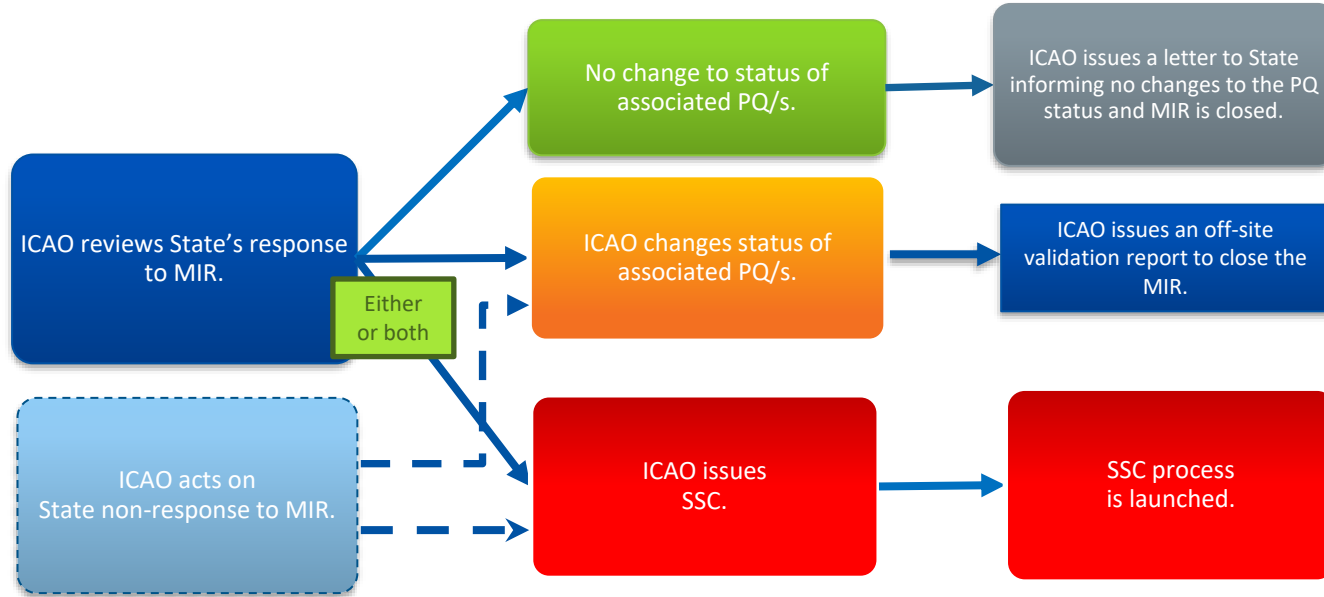 No change to status of
associated PQ/s.
ICAO issues a letter to State
informing no changes to the PQ
status and MIR is closed.
ICAO reviews State’s response
to MIR.
ICAO changes status of
associated PQ/s.
ICAO issues an off-site
validation report to close the
MIR.
Either
or both
ICAO acts on
State non-response to MIR.
ICAO issues
SSC.
SSC process
is launched.